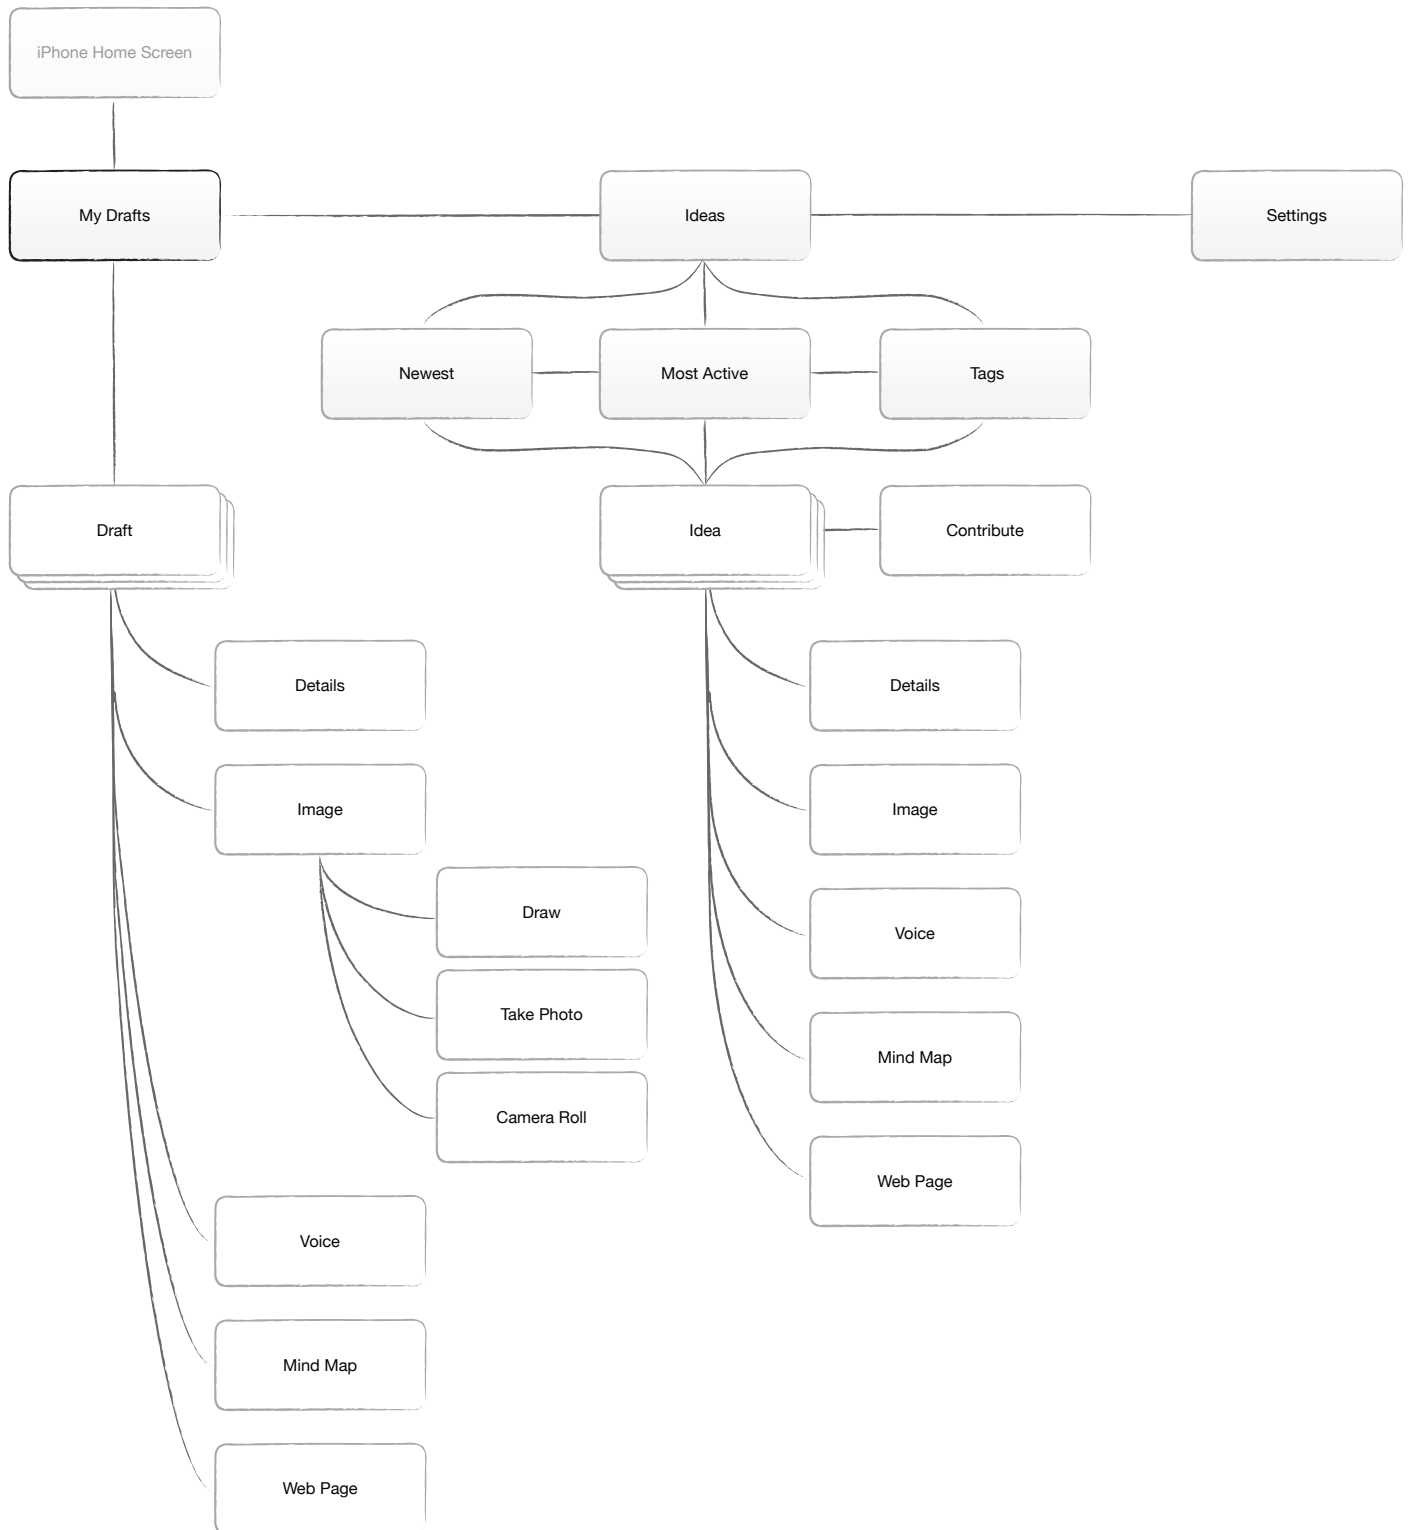 iPhone Home Screen
My Drafts
Ideas
Settings
Newest
Most Active
Tags
Draft
Idea
Contribute
Details
Details
Image
Image
Draw
Voice
Take Photo
Mind Map
Camera Roll
Web Page
Voice
Mind Map
Web Page